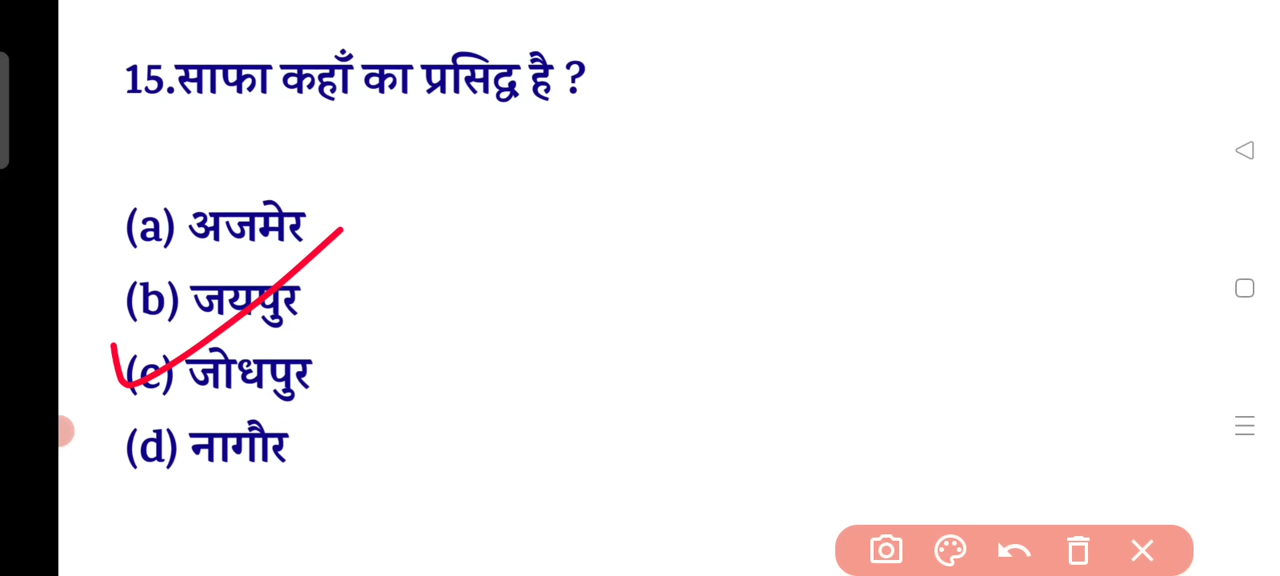 15.साफा कहाँ का प्रसिद्ध है ?
(a) अजमेर
(b) जयपुर
(c) जोधपुर
(d) नागौर